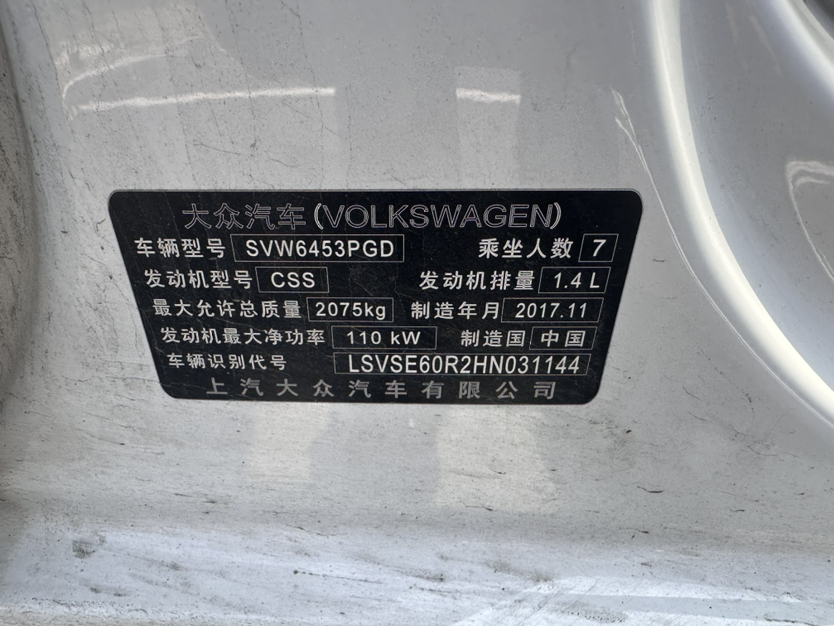 大众汽车(VOLKSWAGEN)
车辆型号 SVW6453PGD 乘坐人数 7
发动机型号 CSS 发动机排量 1.4 L
最大允许总质量 2075kg 制造年月 2017.11
发动机最大净功率 110 kW 制造国 中国
车辆识别代号 LSVSE60R2HN031144
上汽大众汽车有限公司